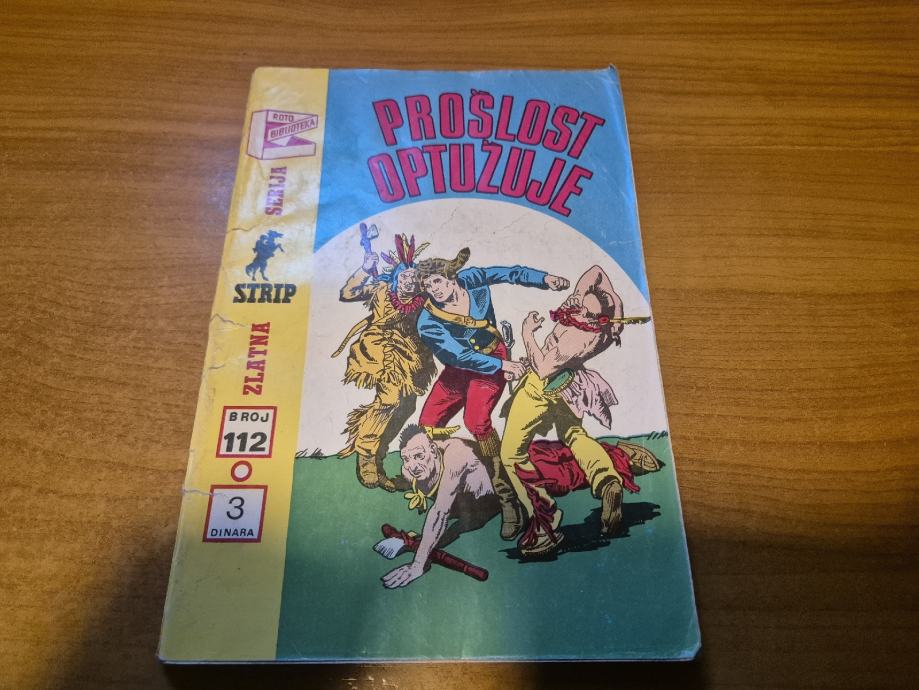 PROŠLOST
OPTUŽUJE
ROTO
BIBLIOTEKA
ZLATNA
SERIJA
STRIP
BROJ
112
3
DINARA